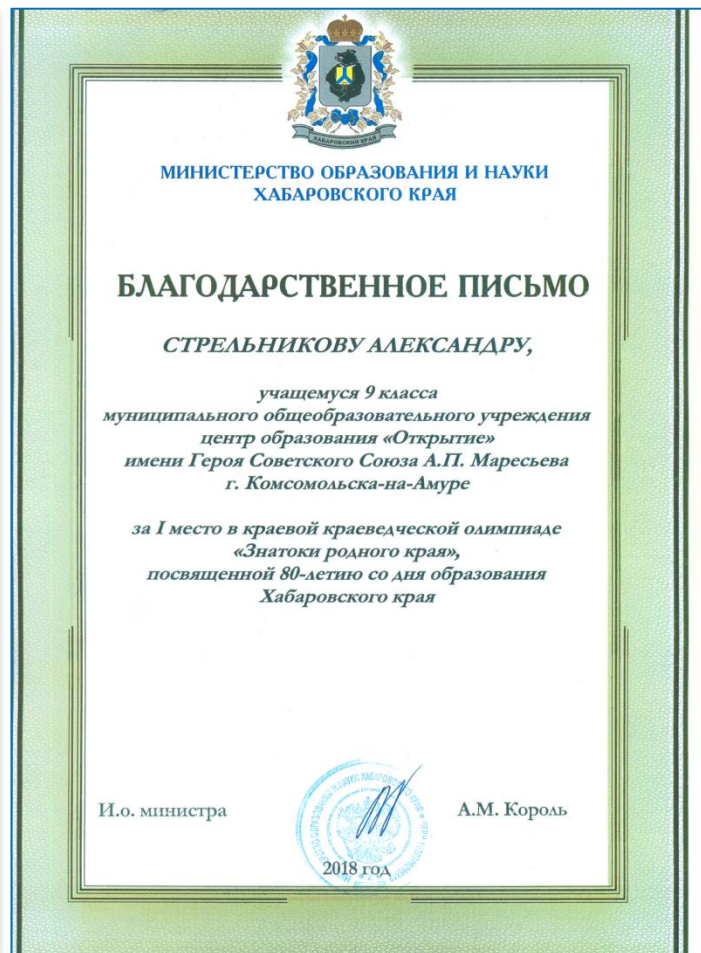 ХАБАРОВСКИЙ КРАЙ
МИНИСТЕРСТВО ОБРАЗОВАНИЯ И НАУКИ
ХАБАРОВСКОГО КРАЯ
БЛАГОДАРСТВЕННОЕ ПИСЬМО
СТРЕЛЬНИКОВУ АЛЕКСАНДРУ,
учащемуся 9 класса
муниципального общеобразовательного учреждения
центр образования «Открытие»
имени Героя Советского Союза А.П. Маресьева
г. Комсомольска-на-Амуре
за I место в краевой краеведческой олимпиаде
«Знатоки родного края»,
посвященной 80-летию со дня образования
Хабаровского края
И.о. министра
А.М. Король
2018 год